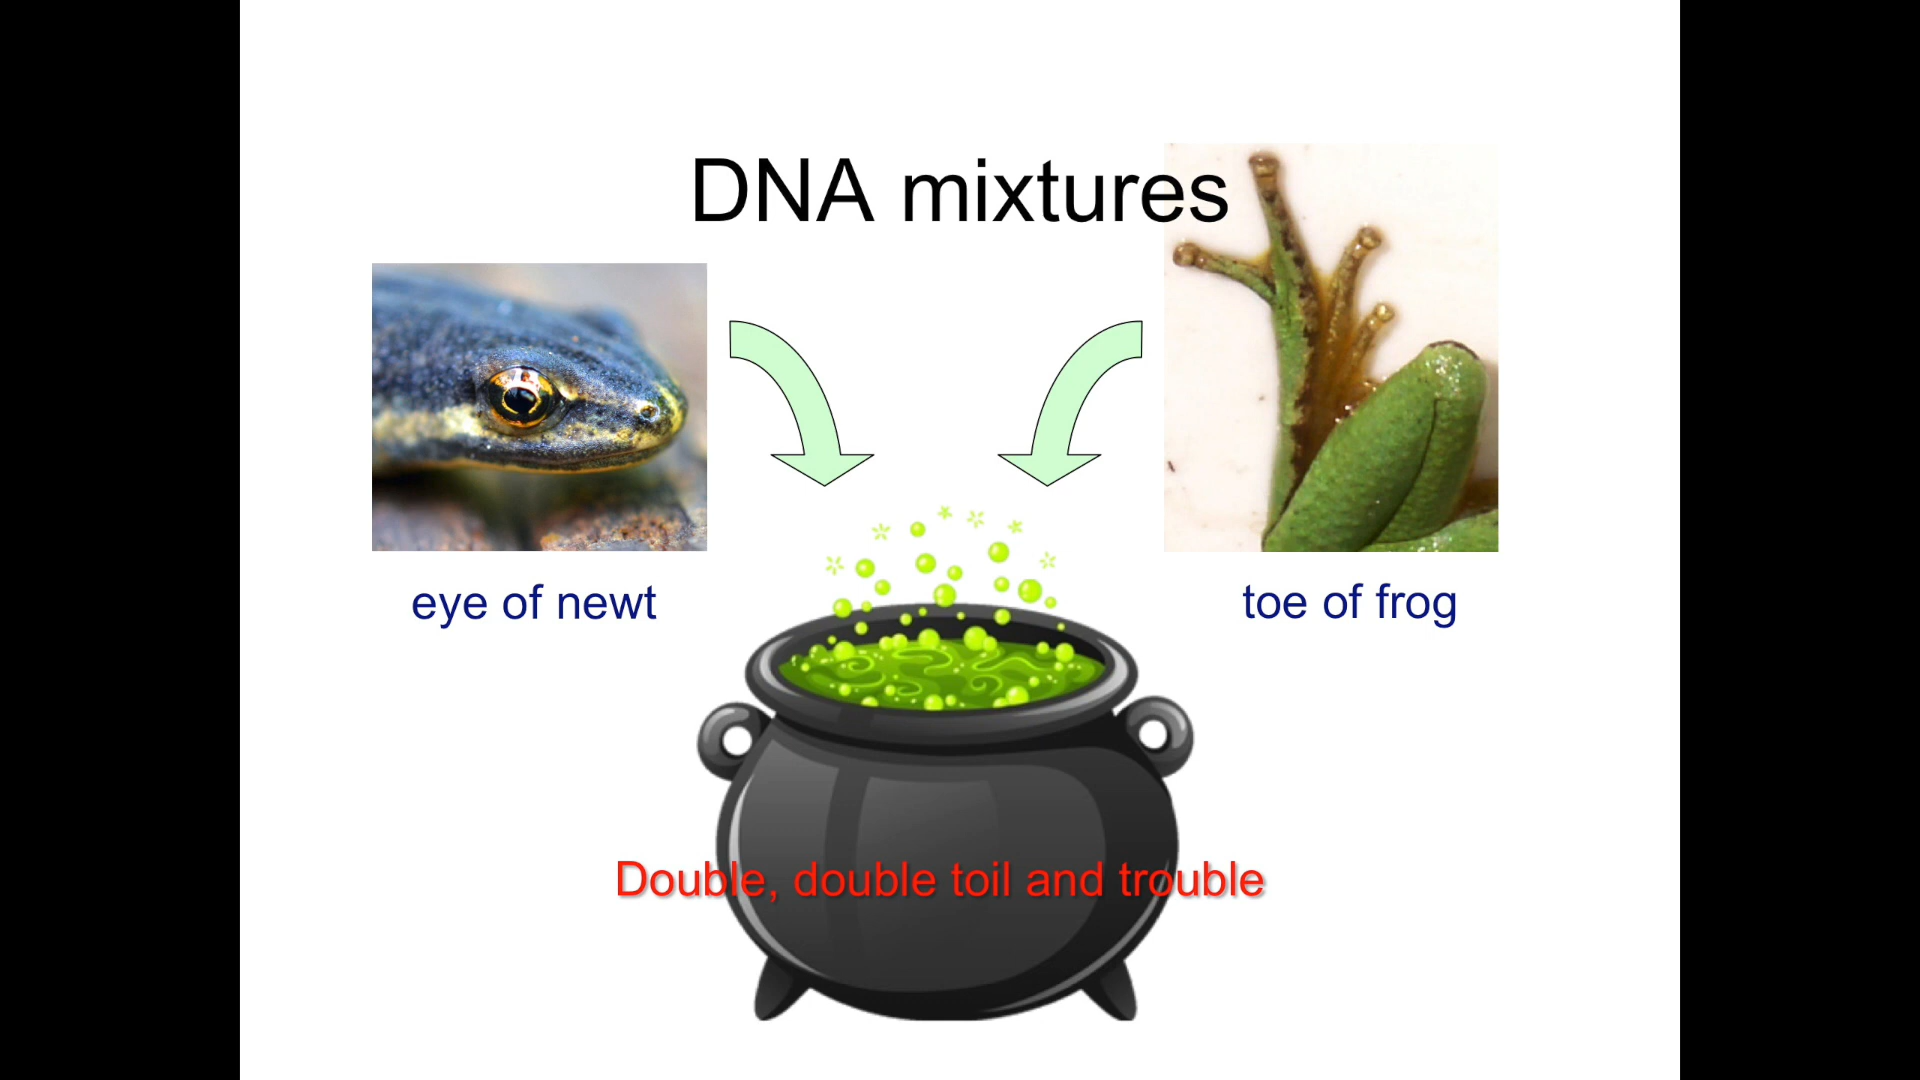 DNA mixtures
eye of newt
toe of frog
Double, double toil and trouble